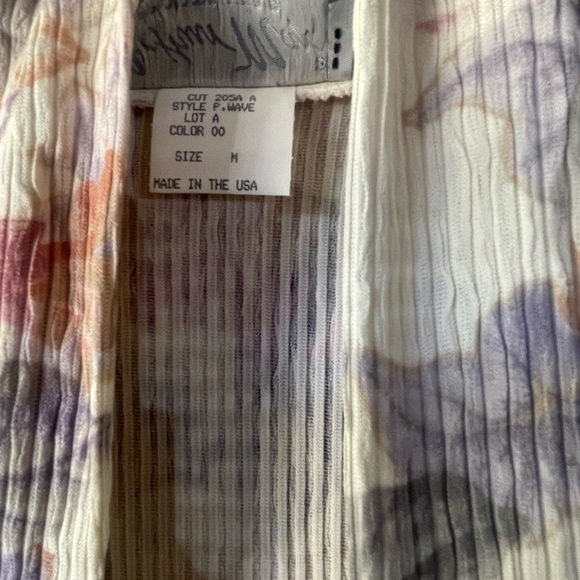 CUT 205A A
STYLE P.WAVE
LOT A
COLOR 00
SIZE M
MADE IN THE USA